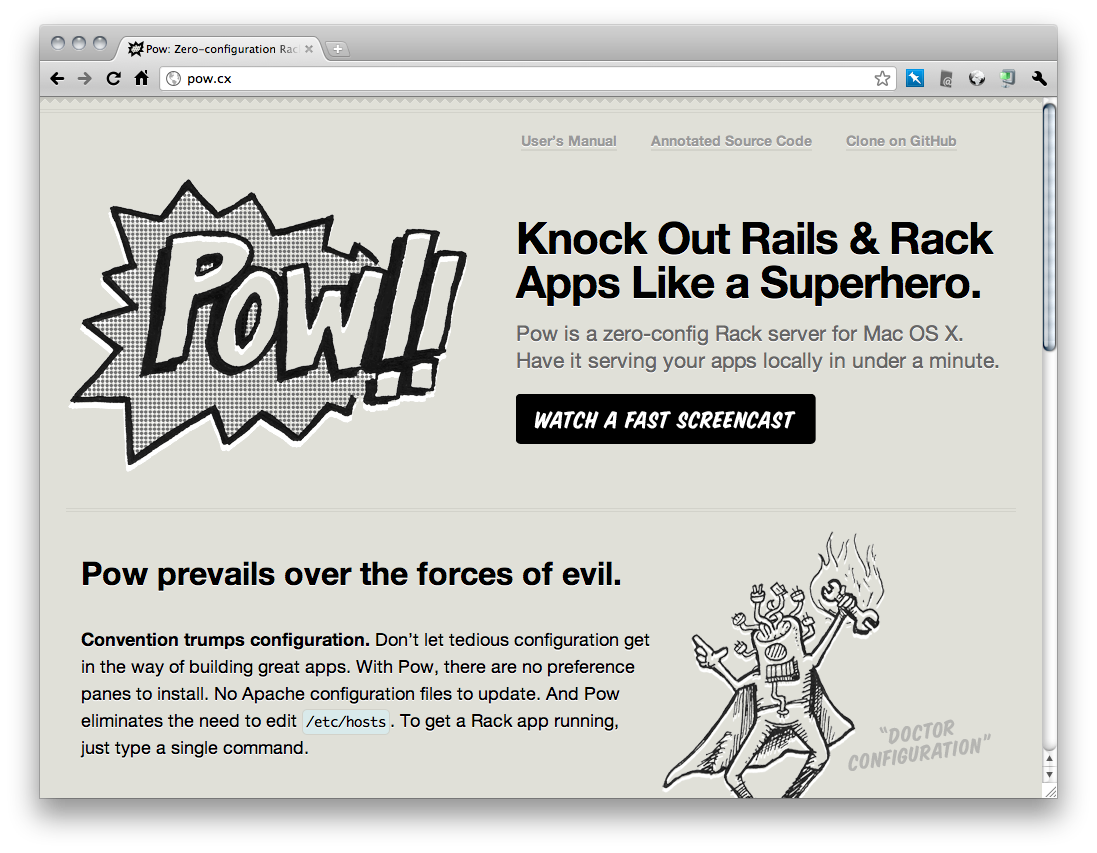 Pow: Zero-configuration Rac
pow.cx
User's Manual
Annotated Source Code
Clone on GitHub
POW!!
Knock Out Rails & Rack
Apps Like a Superhero.
Pow is a zero-config Rack server for Mac OS X.
Have it serving your apps locally in under a minute.
WATCH A FAST SCREENCAST
Pow prevails over the forces of evil.
Convention trumps configuration. Don't let tedious configuration get
in the way of building great apps. With Pow, there are no preference
panes to install. No Apache configuration files to update. And Pow
eliminates the need to edit /etc/hosts. To get a Rack app running,
just type a single command.
"DOCTOR
CONFIGURATION"